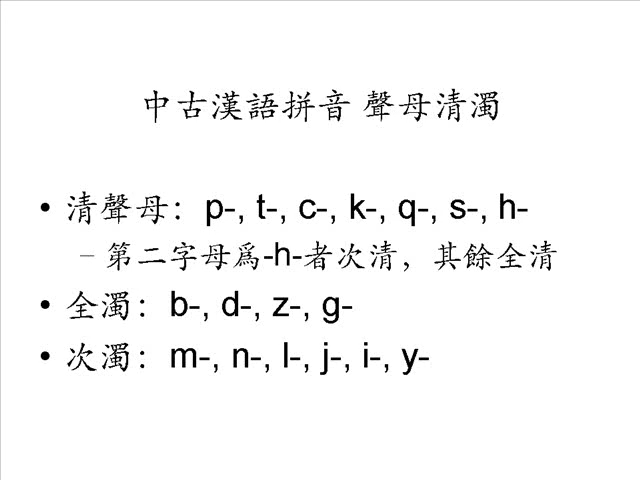 中古漢語拼音 聲母清濁
• 清聲母：p-, t-, c-, k-, q-, s-, h-
– 第二字母爲-h-者次清，其餘全清
• 全濁：b-, d-, z-, g-
• 次濁：m-, n-, l-, j-, i-, y-